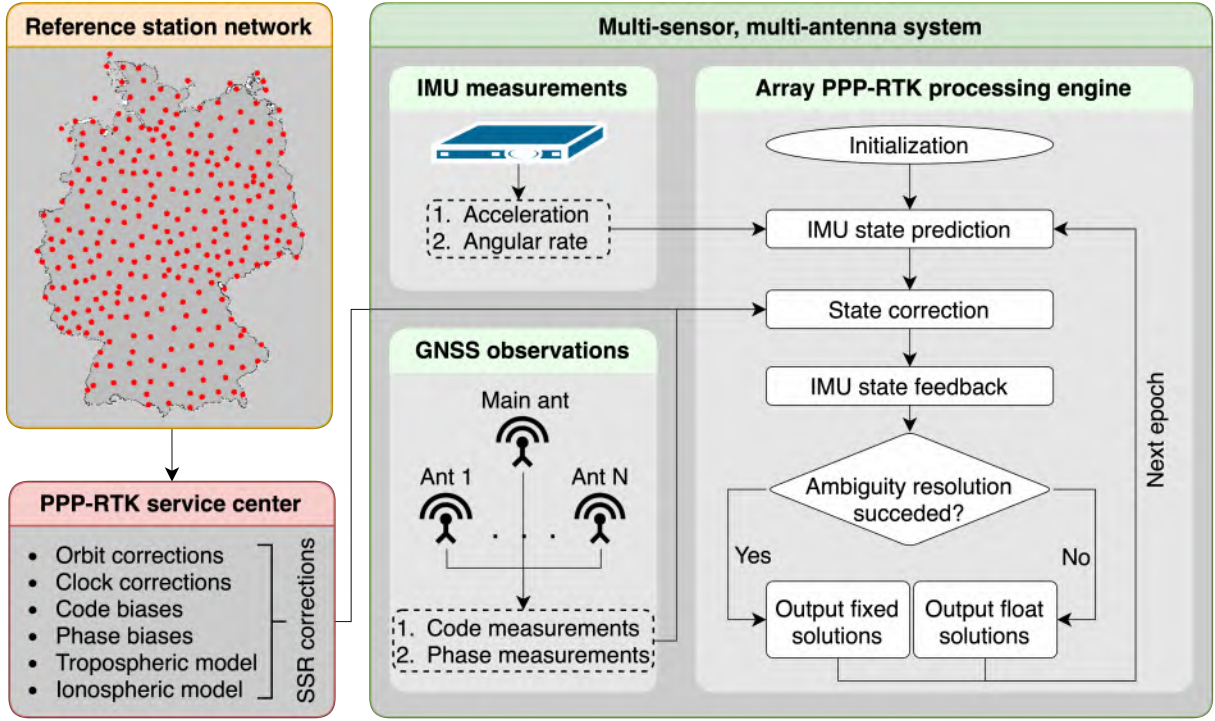 Reference station network
PPP-RTK service center
• Orbit corrections
• Clock corrections
• Code biases
• Phase biases
• Tropospheric model
• Ionospheric model
SSR corrections
Multi-sensor, multi-antenna system
IMU measurements
1. Acceleration
2. Angular rate
GNSS observations
Main ant
Ant 1
Ant N
. . .
1. Code measurements
2. Phase measurements
Array PPP-RTK processing engine
Initialization
IMU state prediction
State correction
IMU state feedback
Ambiguity resolution
succeded?
Yes
No
Output fixed
solutions
Output float
solutions
Next epoch